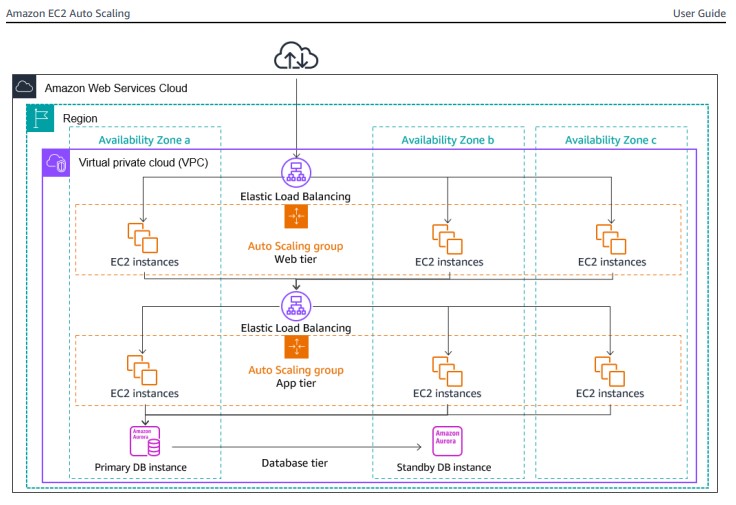 Amazon EC2 Auto Scaling
User Guide
Amazon Web Services Cloud
Region
Availability Zone a
Availability Zone b
Availability Zone c
Virtual private cloud (VPC)
Elastic Load Balancing
Auto Scaling group
Web tier
EC2 instances
EC2 instances
EC2 instances
Elastic Load Balancing
Auto Scaling group
App tier
EC2 instances
EC2 instances
EC2 instances
Amazon
Aurora
Primary DB instance
Database tier
Amazon
Aurora
Standby DB instance